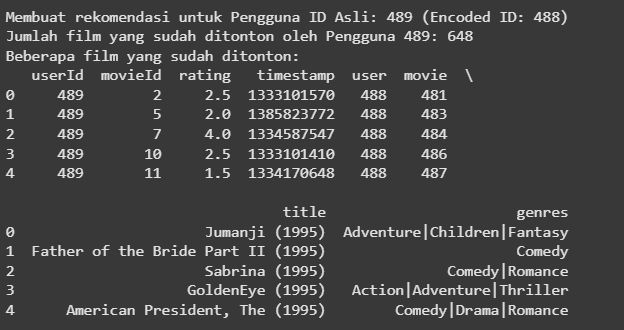 Membuat rekomendasi untuk Pengguna ID Asli: 489 (Encoded ID: 488)
Jumlah film yang sudah ditonton oleh Pengguna 489: 648
Beberapa film yang sudah ditonton:
   userId  movieId  rating   timestamp  user  movie  \
0     489        2     2.5  1333101570   488    481
1     489        5     2.0  1385823772   488    483
2     489        7     4.0  1334587547   488    484
3     489       10     2.5  1333101410   488    486
4     489       11     1.5  1334170648   488    487
                                title                      genres
0                      Jumanji (1995)  Adventure|Children|Fantasy
1  Father of the Bride Part II (1995)                      Comedy
2                      Sabrina (1995)              Comedy|Romance
3                    GoldenEye (1995)   Action|Adventure|Thriller
4      American President, The (1995)        Comedy|Drama|Romance